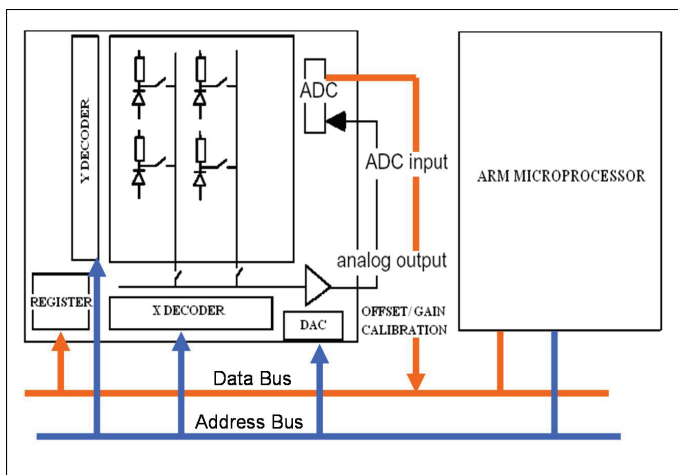 Y DECODER
ADC
ADC input
ARM MICROPROCESSOR
analog output
REGISTER
X DECODER
DAC
OFFSET/GAIN
CALIBRATION
Data Bus
Address Bus